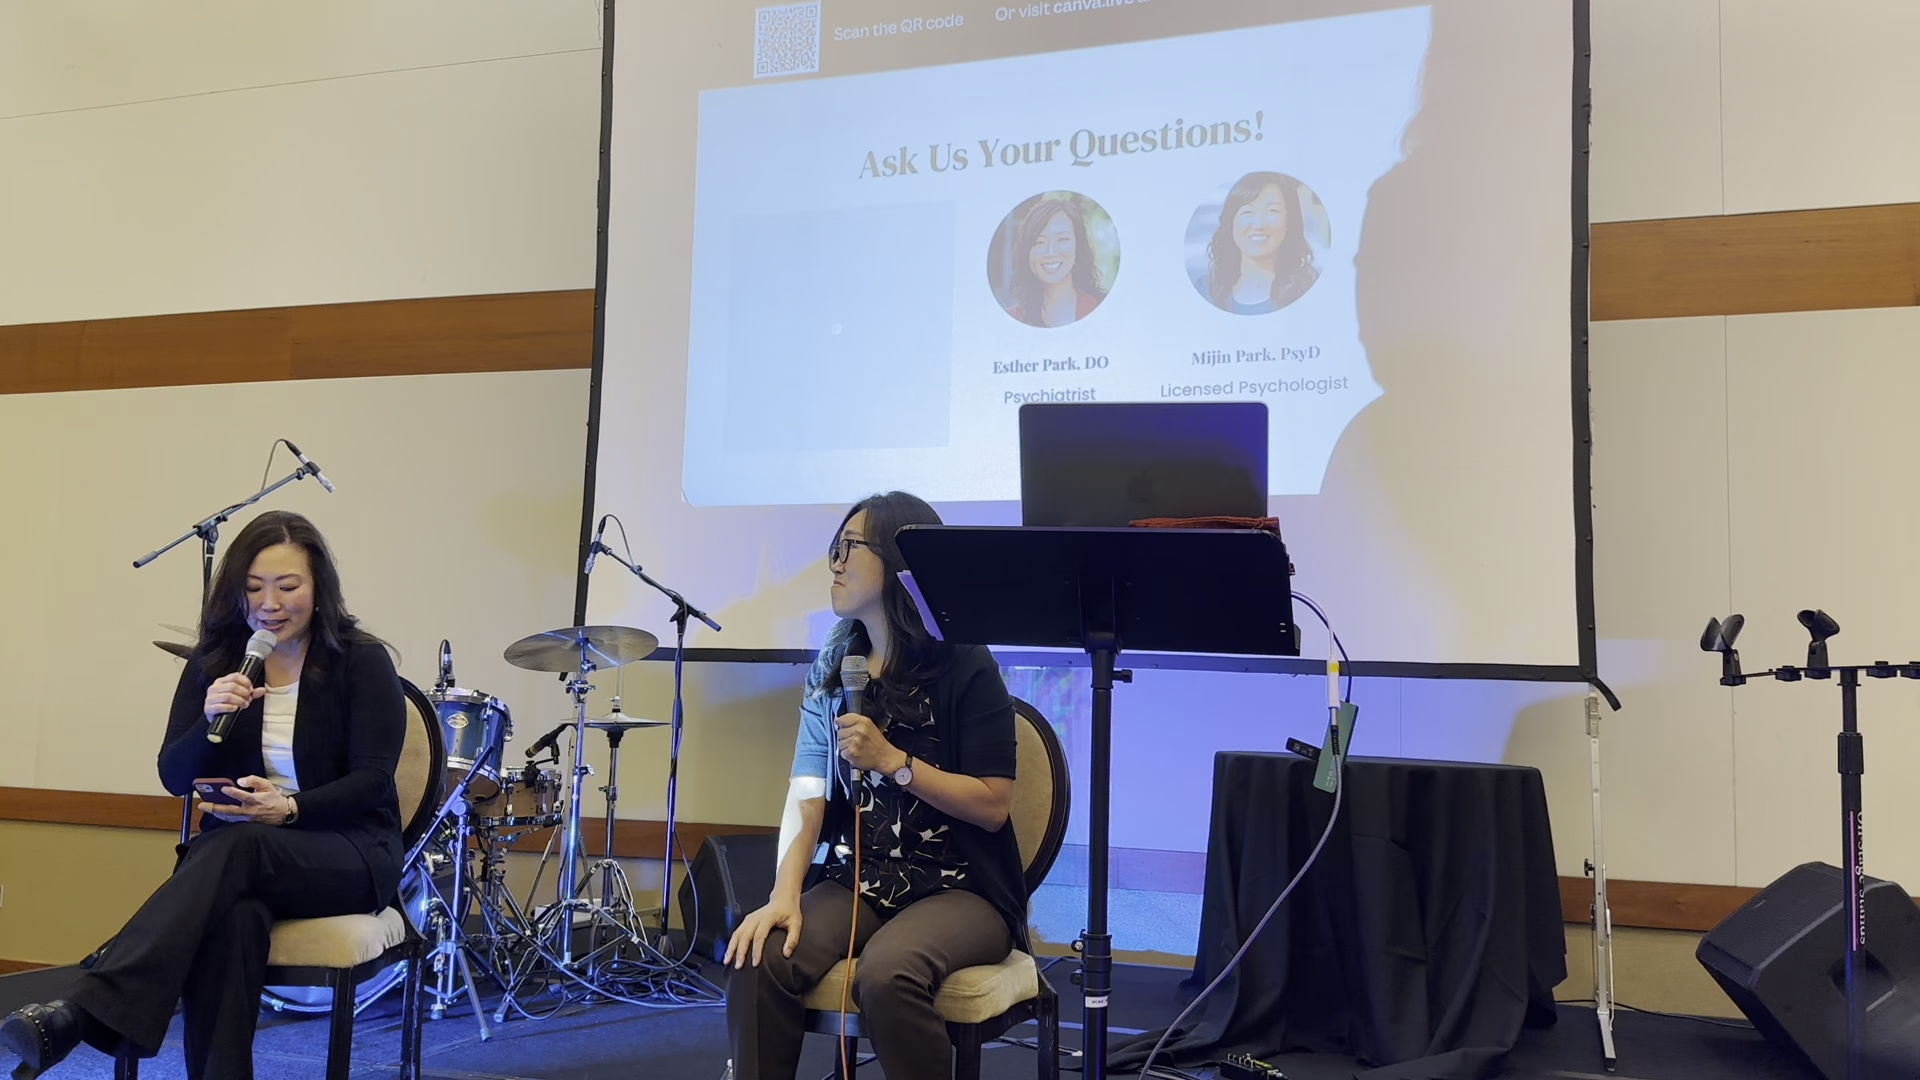 Scan the QR code
Or visit canva.live
Ask Us Your Questions!
Esther Park, DO
Psychiatrist
Mijin Park, PsyD
Licensed Psychologist